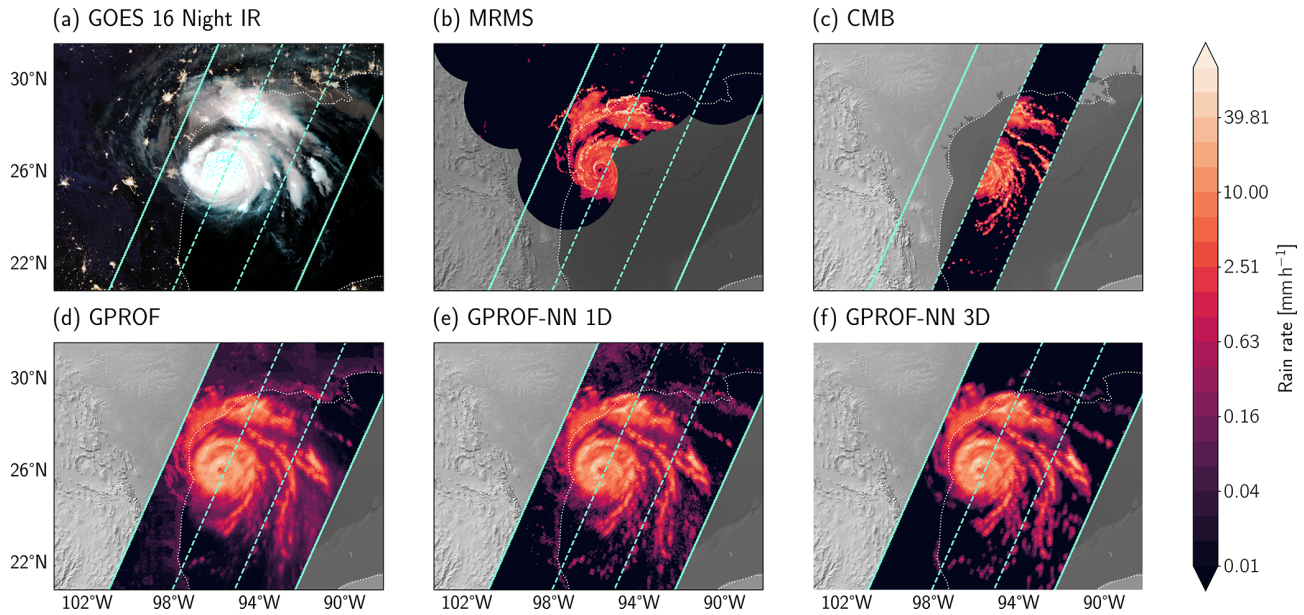 (a) GOES 16 Night IR
(b) MRMS
(c) CMB
30°N
26°N
22°N
(d) GPROF
(e) GPROF-NN 1D
(f) GPROF-NN 3D
30°N
26°N
22°N
102°W 98°W 94°W 90°W
102°W 98°W 94°W 90°W
102°W 98°W 94°W 90°W
39.81
10.00
2.51
0.63
0.16
0.04
0.01
Rain rate [mm h⁻¹]